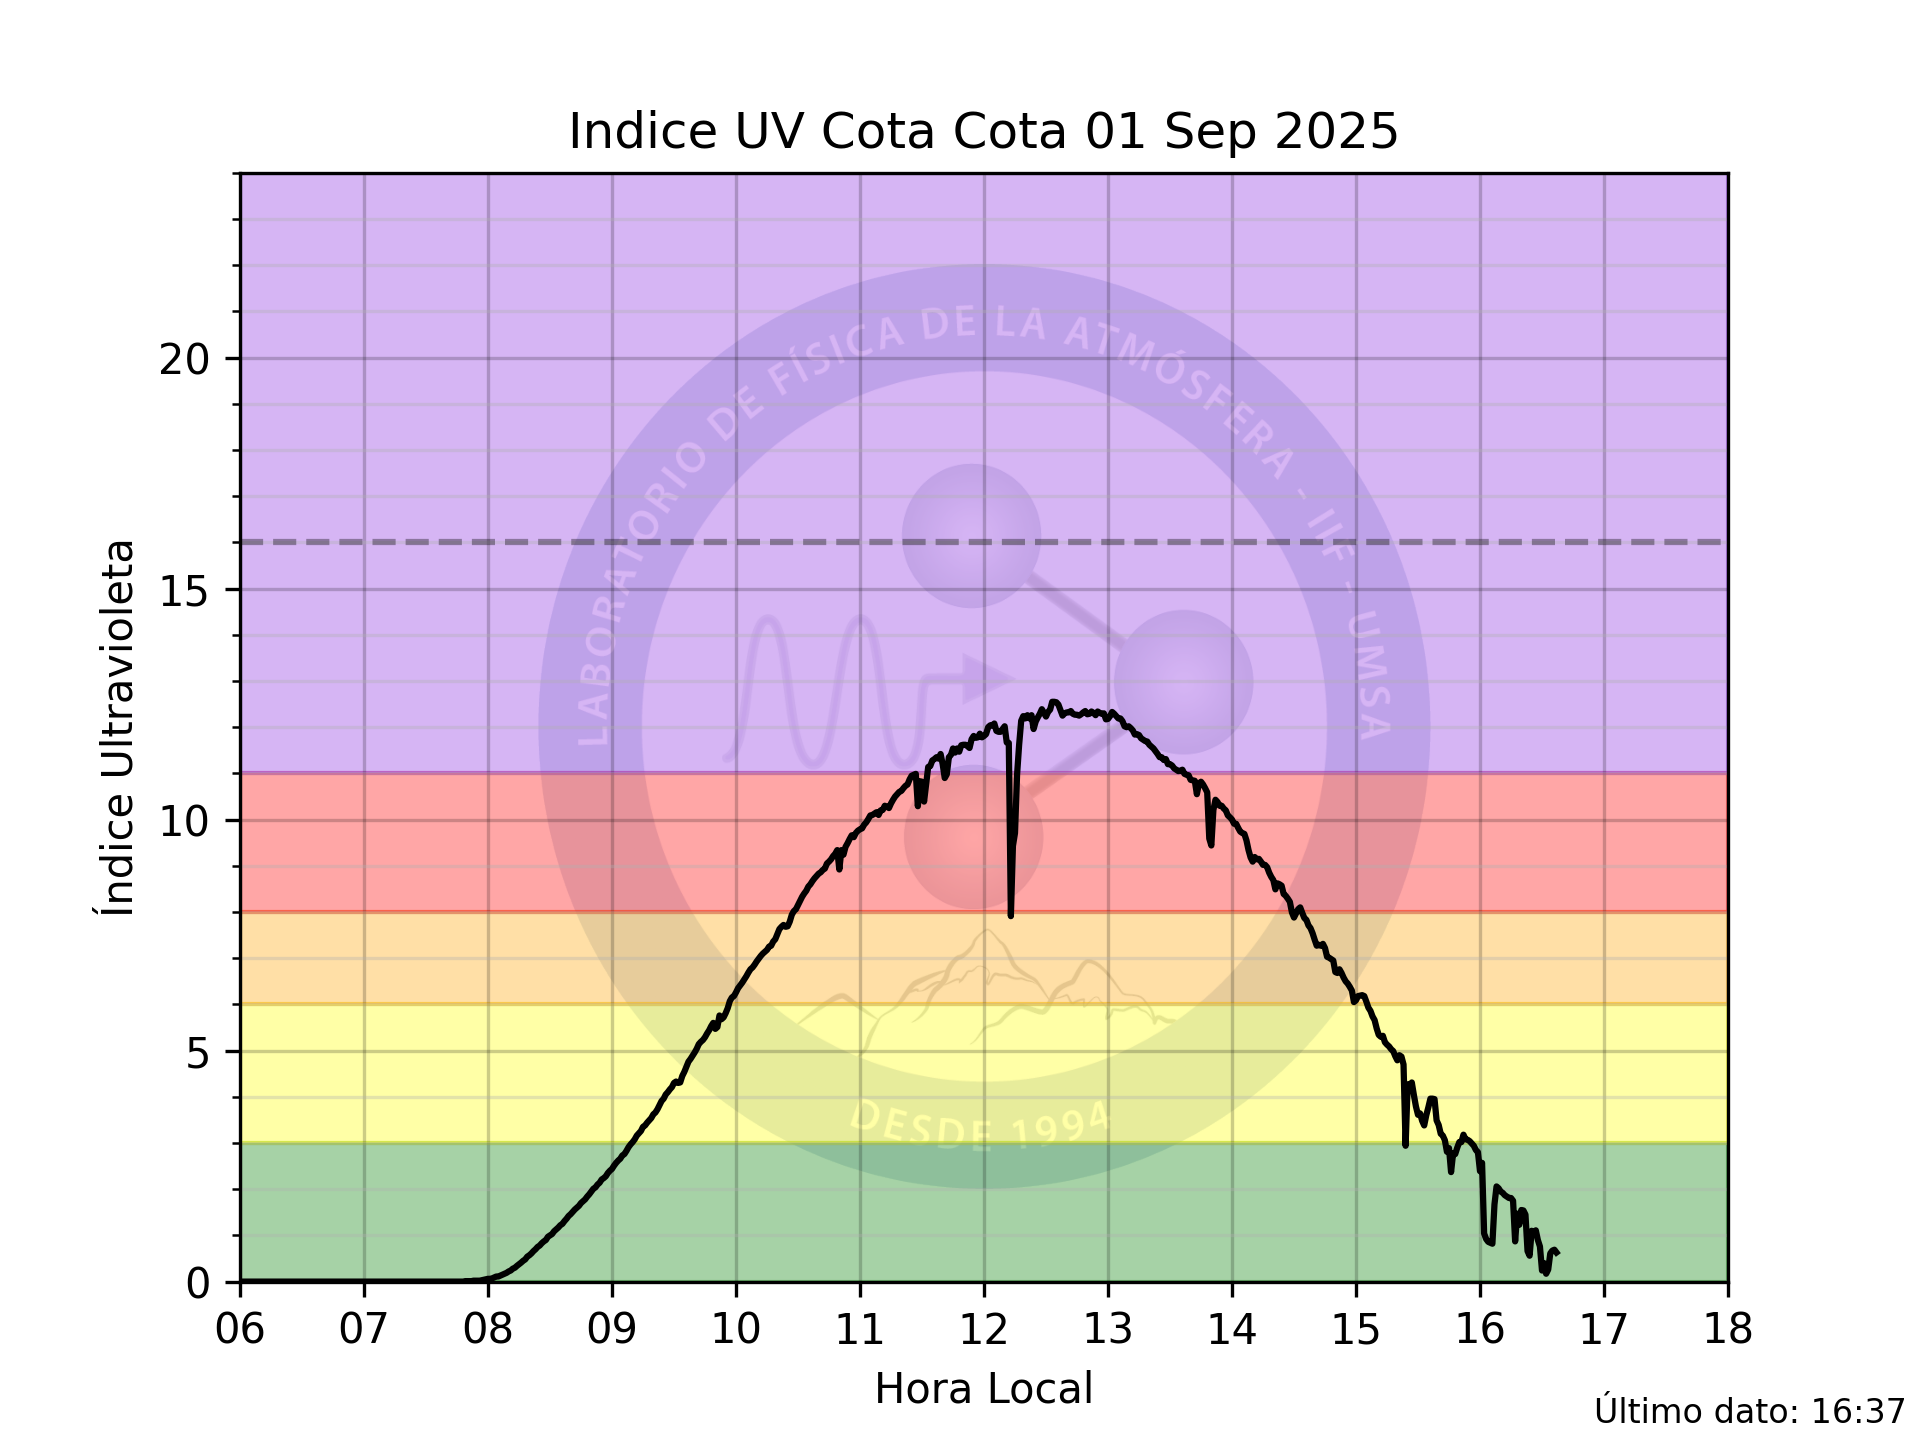 Indice UV Cota Cota 01 Sep 2025
Índice Ultravioleta
20
15
10
5
0
LABORATORIO DE FÍSICA DE LA ATMÓSFERA - IIF - UMSA
DESDE 1994
06 07 08 09 10 11 12 13 14 15 16 17 18
Hora Local
Último dato: 16:37